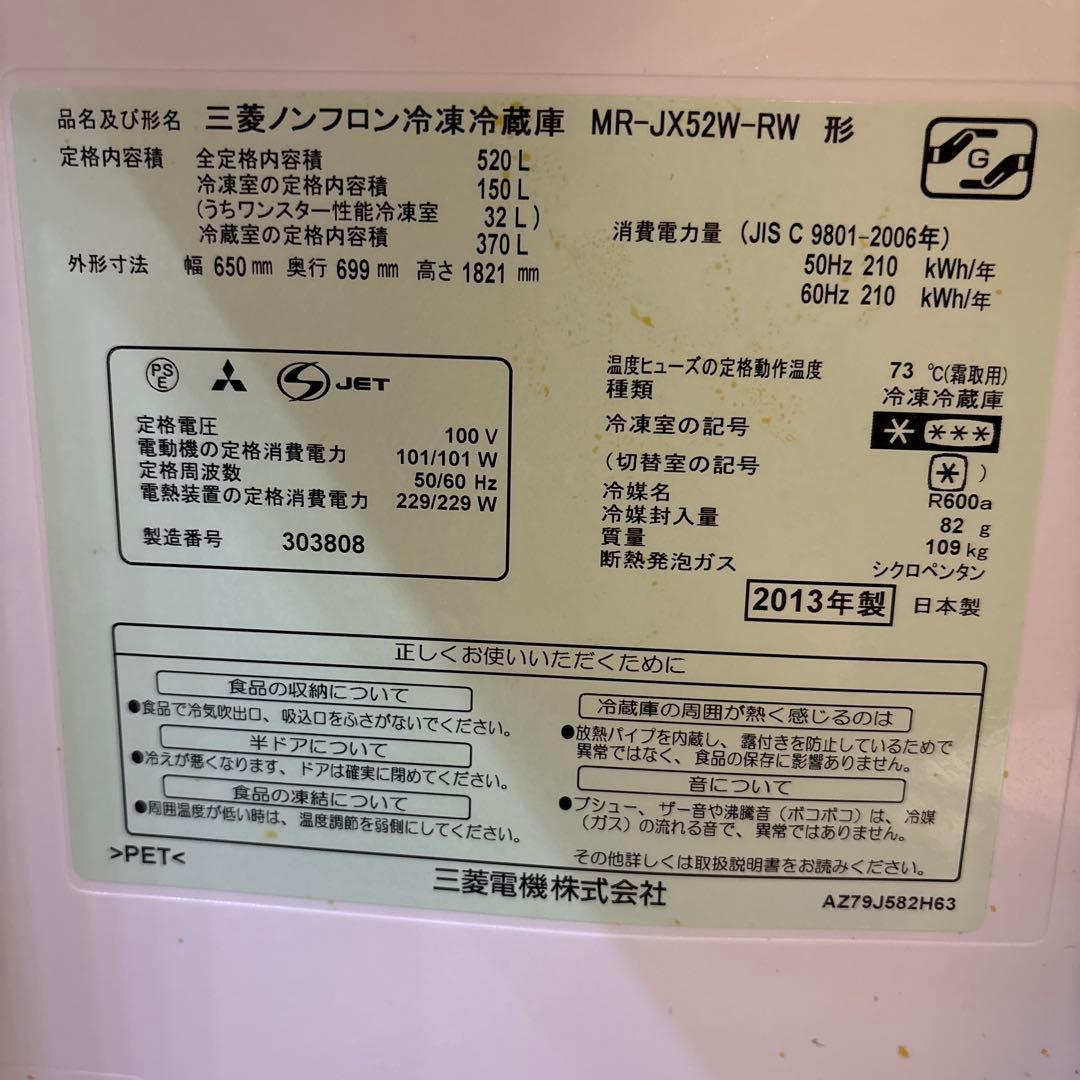 品名及び形名 三菱ノンフロン冷凍冷蔵庫 MR-JX52W-RW 形
定格内容積 全定格内容積 520 L
冷凍室の定格内容積 150 L
(うちワンスター性能冷凍室 32 L )
冷蔵室の定格内容積 370 L
外形寸法 幅 650 mm 奥行 699 mm 高さ 1821 mm
G
消費電力量 (JIS C 9801-2006年)
50Hz 210 kWh/年
60Hz 210 kWh/年
PS E JET
定格電圧 100 V
電動機の定格消費電力 101/101 W
定格周波数 50/60 Hz
電熱装置の定格消費電力 229/229 W
製造番号 303808
温度ヒューズの定格動作温度 73 ℃(霜取用)
種類 冷凍冷蔵庫
冷凍室の記号 * ***
(切替室の記号 * )
冷媒名 R600a
冷媒封入量 82 g
質量 109 kg
断熱発泡ガス シクロペンタン
2013年製 日本製
正しくお使いいただくために
食品の収納について
●食品で冷気吹出口、吸込口をふさがないでください。
半ドアについて
●冷えが悪くなります、ドアは確実に閉めてください。
食品の凍結について
●周囲温度が低い時は、温度調節を弱側にしてください。
冷蔵庫の周囲が熱く感じるのは
●放熱パイプを内蔵し、露付きを防止しているためで
異常ではなく、食品の保存に影響ありません。
音について
●プシュー、ザー音や沸騰音(ボコボコ)は、冷媒
(ガス)の流れる音で、異常ではありません。
その他詳しくは取扱説明書をお読みください。
>PET<
三菱電機株式会社
AZ79J582H63